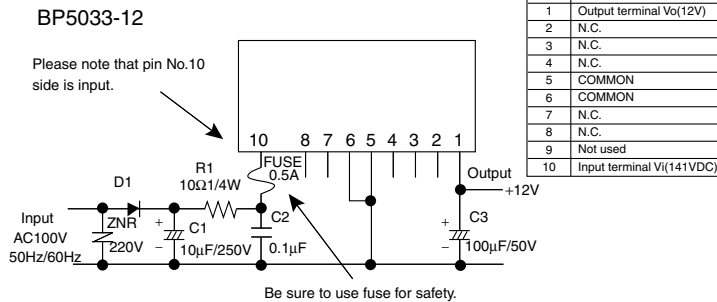 BP5033-12
Please note that pin No.10
side is input.
1 Output terminal Vo(12V)
2 N.C.
3 N.C.
4 N.C.
5 COMMON
6 COMMON
7 N.C.
8 N.C.
9 Not used
10 Input terminal Vi(141VDC)
10 8 7 6 5 4 3 2 1
FUSE
0.5A
R1
10Ω1/4W
D1
Output
+12V
Input
AC100V
50Hz/60Hz
ZNR
220V
+
−
C1
10μF/250V
C2
0.1μF
+
−
C3
100μF/50V
Be sure to use fuse for safety.